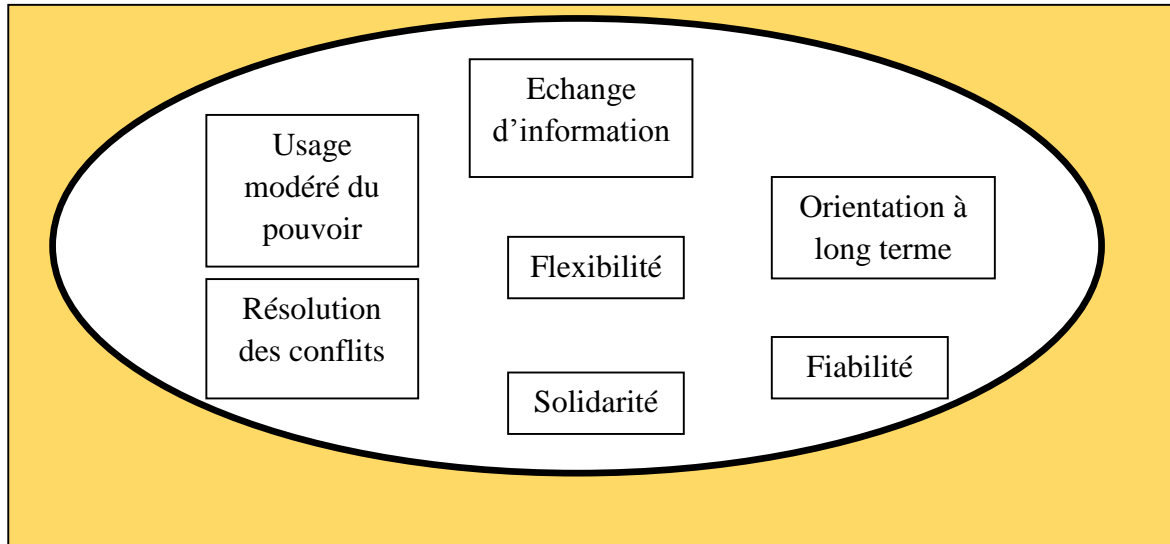 Echange
d’information
Usage
modéré du
pouvoir
Orientation à
long terme
Flexibilité
Résolution
des conflits
Fiabilité
Solidarité